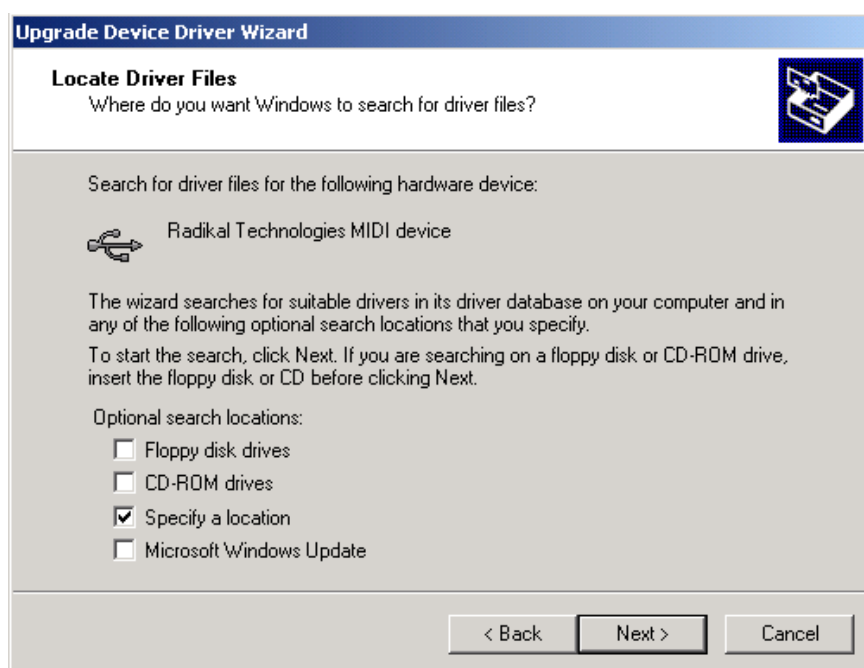 Upgrade Device Driver Wizard
Locate Driver Files
Where do you want Windows to search for driver files?
Search for driver files for the following hardware device:
Radikal Technologies MIDI device
The wizard searches for suitable drivers in its driver database on your computer and in
any of the following optional search locations that you specify.
To start the search, click Next. If you are searching on a floppy disk or CD-ROM drive,
insert the floppy disk or CD before clicking Next.
Optional search locations:
Floppy disk drives
CD-ROM drives
Specify a location
Microsoft Windows Update
< Back Next > Cancel